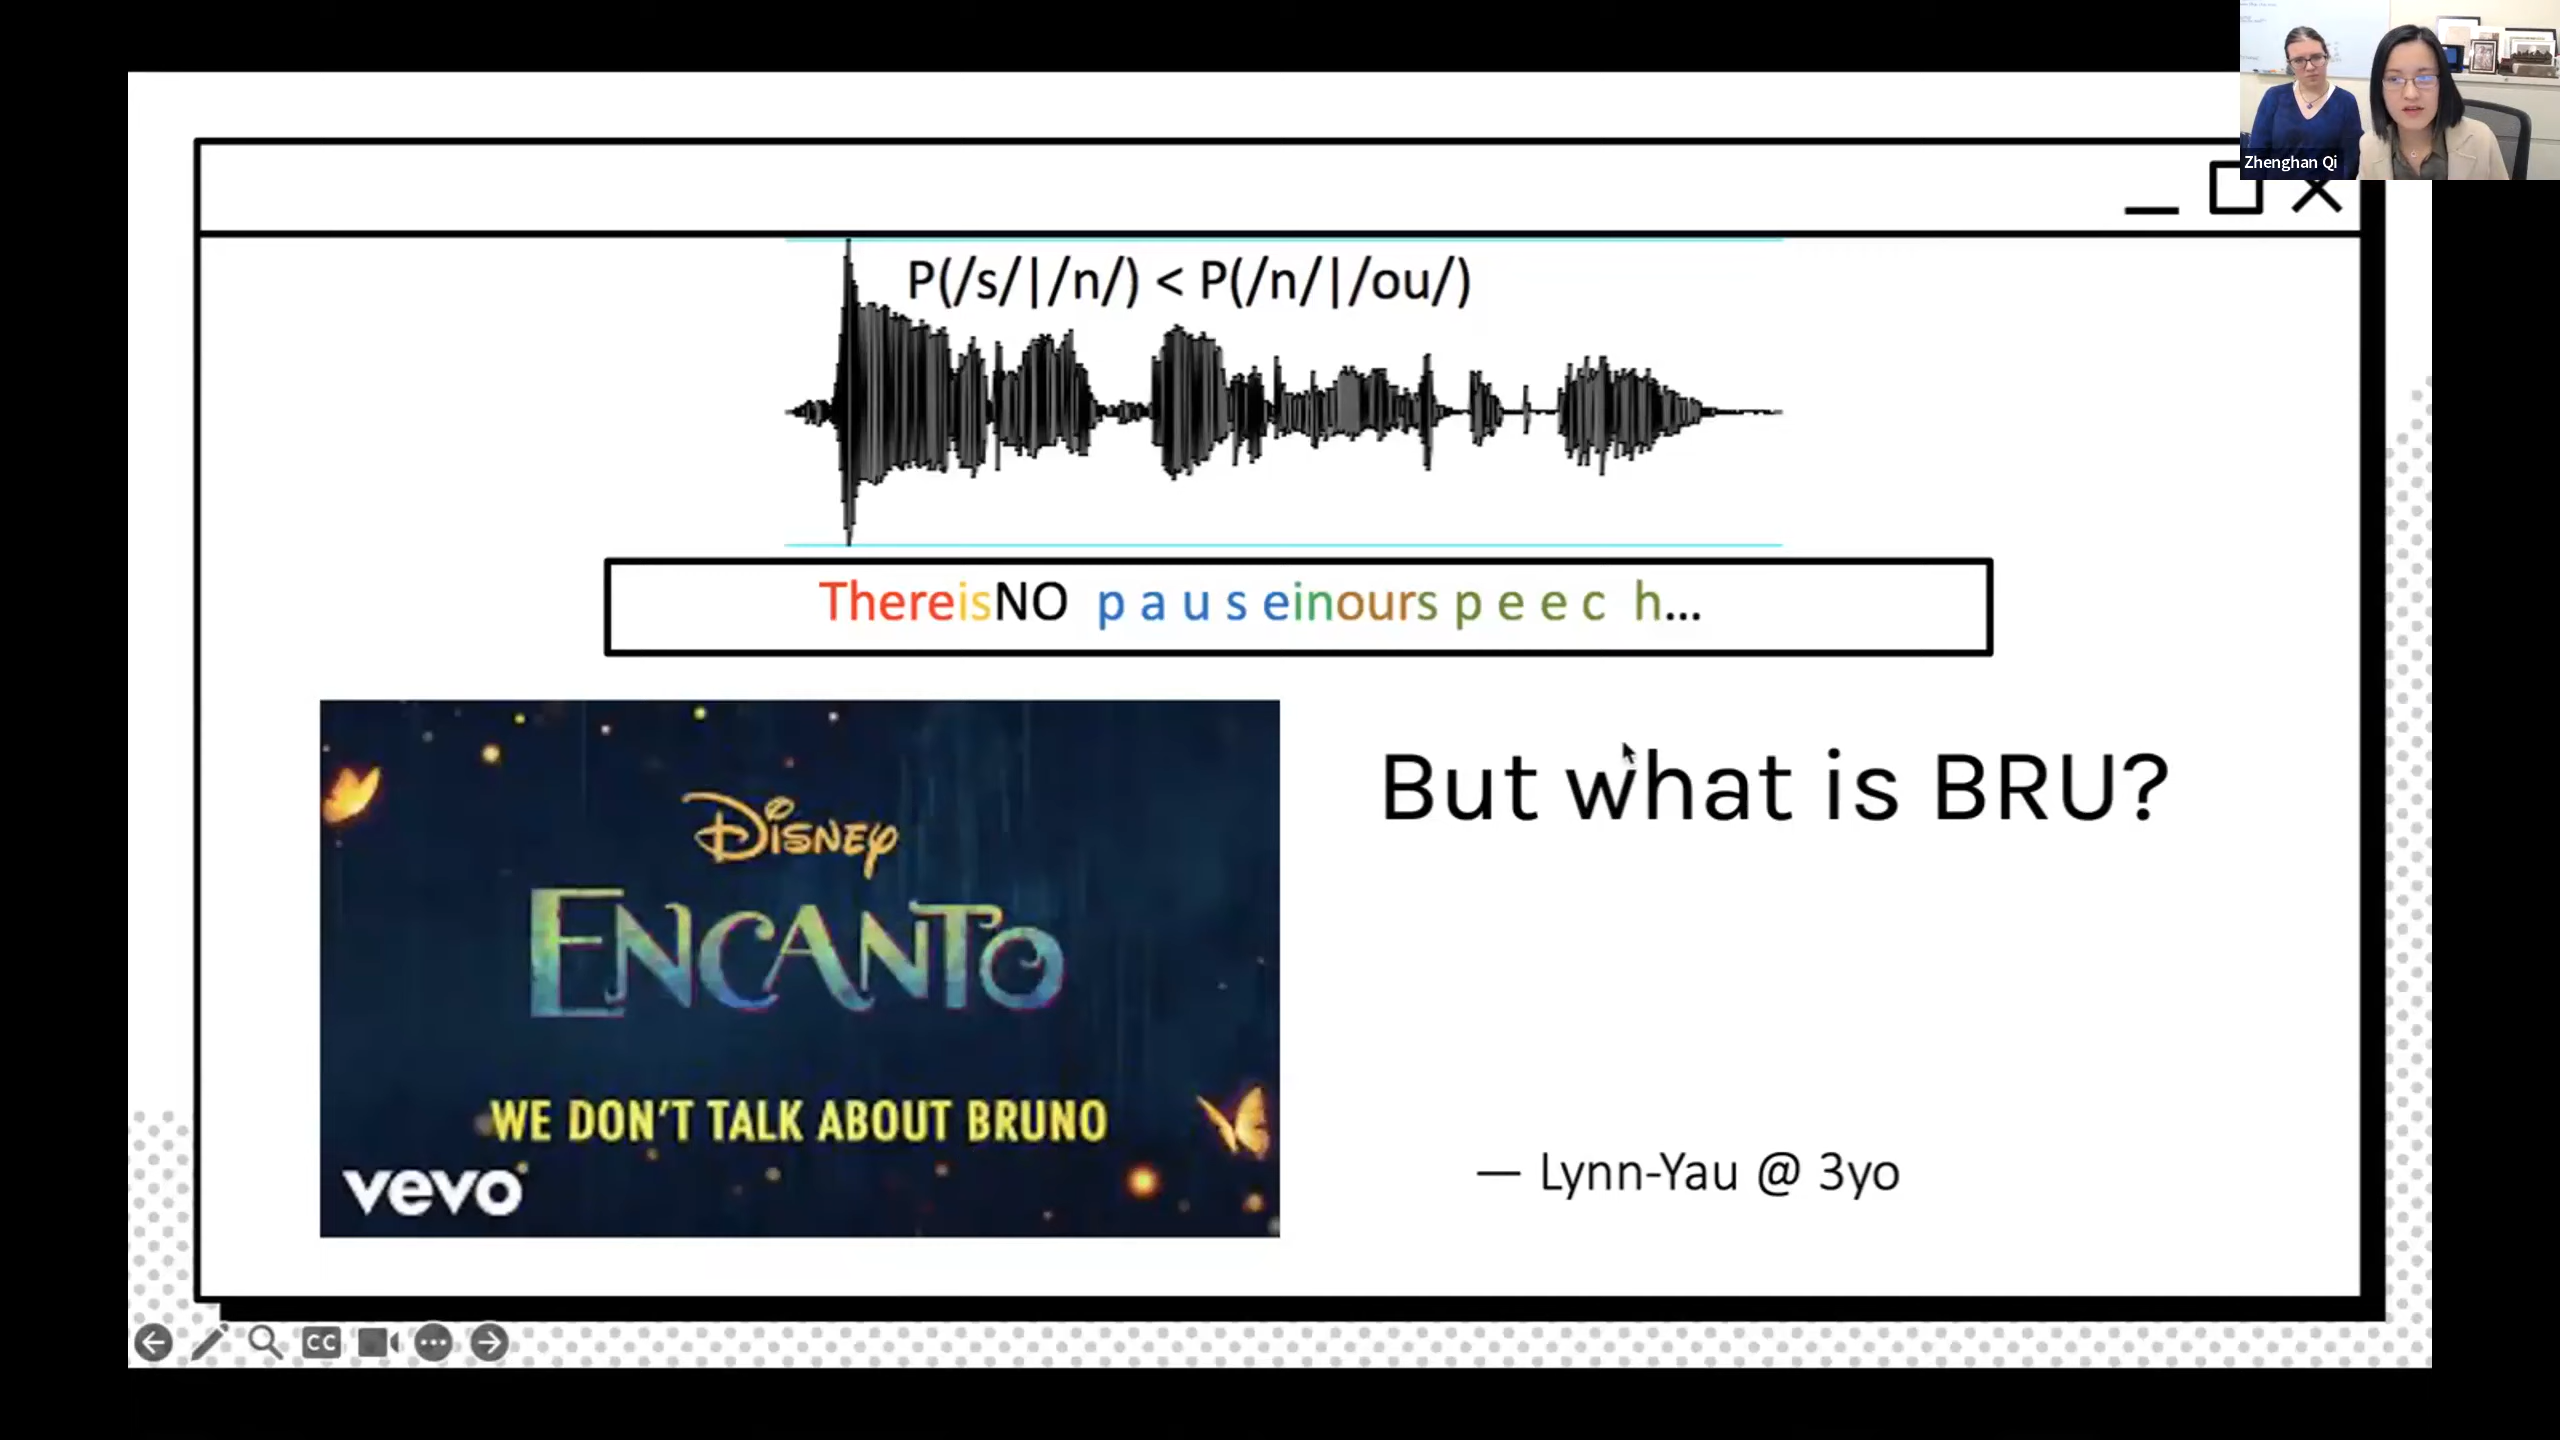 Zhenghan Qi
P(/s/|/n/) < P(/n/|/ou/)
ThereisNO p a u s einours p e e c h...
But what is BRU?
DISNEY
ENCANTO
WE DON'T TALK ABOUT BRUNO
vevo
— Lynn-Yau @ 3yo
CC